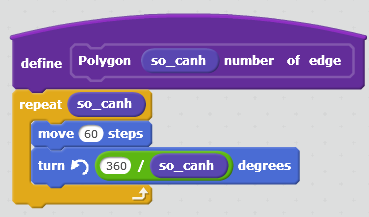 define Polygon so_canh number of edge
repeat so_canh
move 60 steps
turn 360 / so_canh degrees